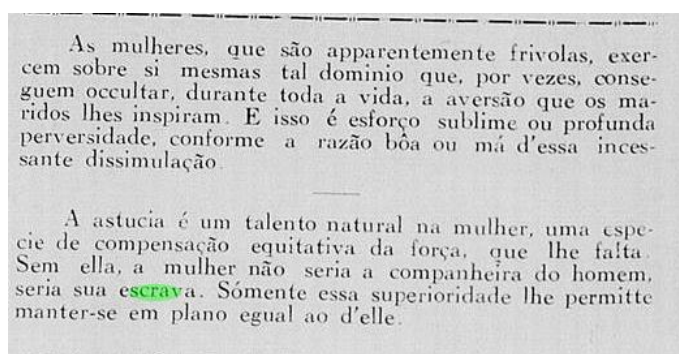 As mulheres, que são apparentemente frivolas, exer-
cem sobre si mesmas tal dominio que, por vezes, conse-
guem occultar, durante toda a vida, a aversão que os ma-
ridos lhes inspiram. E isso é esforço sublime ou profunda
perversidade, conforme a razão bôa ou má d'essa inces-
sante dissimulação.
A astucia é um talento natural na mulher, uma espe-
cie de compensação equitativa da força, que lhe falta.
Sem ella, a mulher não seria a companheira do homem,
seria sua escrava. Sómente essa superioridade lhe permitte
manter-se em plano egual ao d'elle.